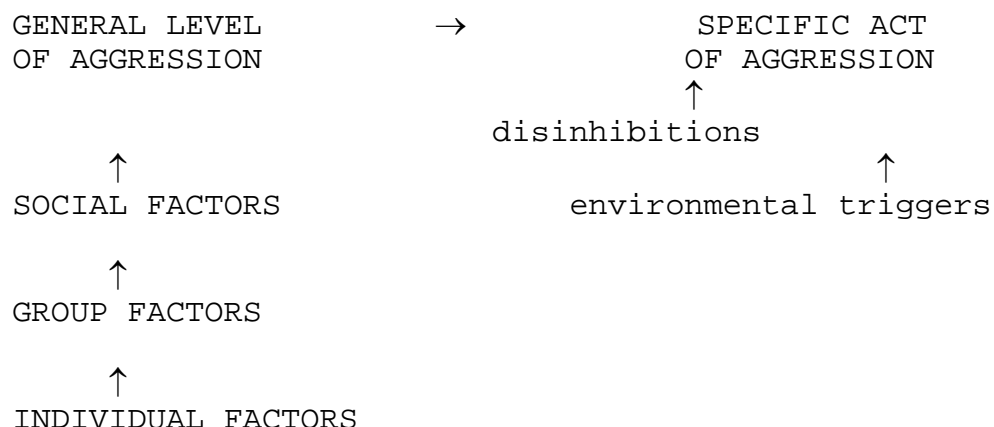 GENERAL LEVEL → SPECIFIC ACT
OF AGGRESSION OF AGGRESSION
↑
disinhibitions
↑ ↑
SOCIAL FACTORS environmental triggers
↑
GROUP FACTORS
↑
INDIVIDUAL FACTORS